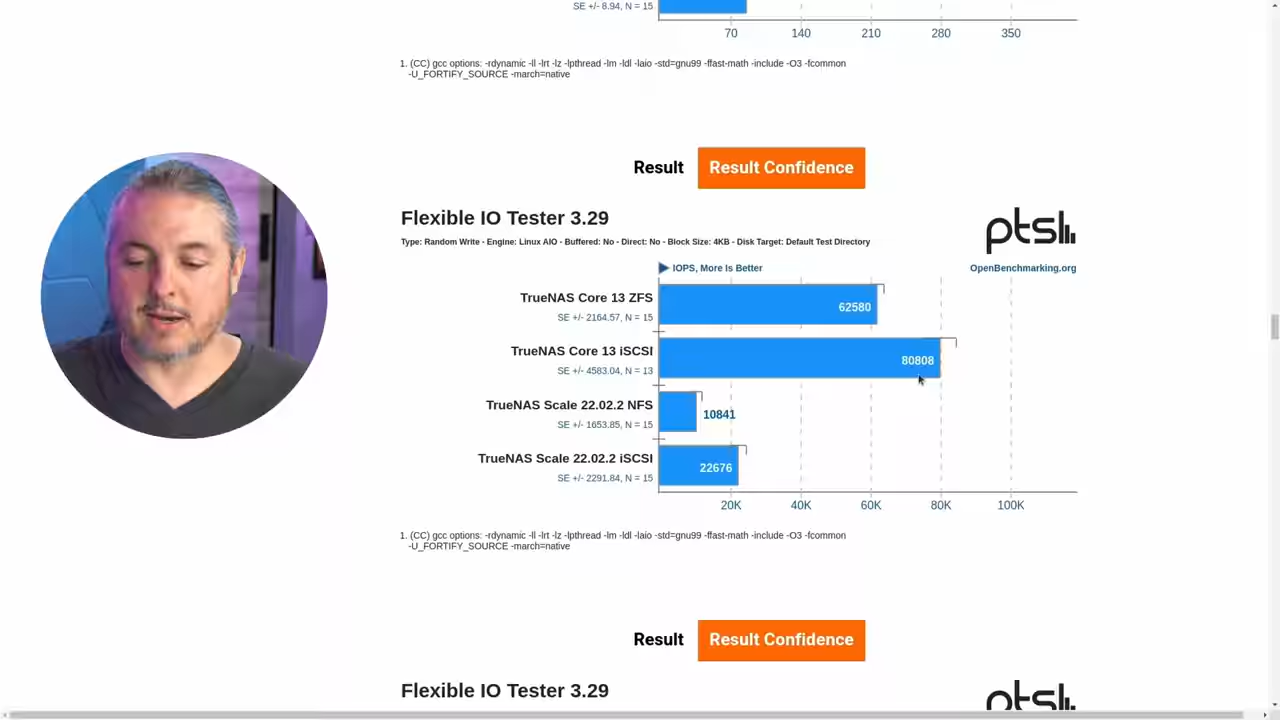 SE +/- 8.94, N = 15
70 140 210 280 350
1. (CC) gcc options: -rdynamic -ll -lrt -lz -lpthread -lm -ldl -laio -std=gnu99 -ffast-math -include -O3 -fcommon
-U_FORTIFY_SOURCE -march=native
Result Result Confidence
Flexible IO Tester 3.29
ptsl
Type: Random Write - Engine: Linux AIO - Buffered: No - Direct: No - Block Size: 4KB - Disk Target: Default Test Directory
IOPS, More Is Better OpenBenchmarking.org
TrueNAS Core 13 ZFS 62580
SE +/- 2164.57, N = 15
TrueNAS Core 13 iSCSI 80808
SE +/- 4583.04, N = 13
TrueNAS Scale 22.02.2 NFS 10841
SE +/- 1653.85, N = 15
TrueNAS Scale 22.02.2 iSCSI 22676
SE +/- 2291.84, N = 15
20K 40K 60K 80K 100K
1. (CC) gcc options: -rdynamic -ll -lrt -lz -lpthread -lm -ldl -laio -std=gnu99 -ffast-math -include -O3 -fcommon
-U_FORTIFY_SOURCE -march=native
Result Result Confidence
Flexible IO Tester 3.29
ptsl